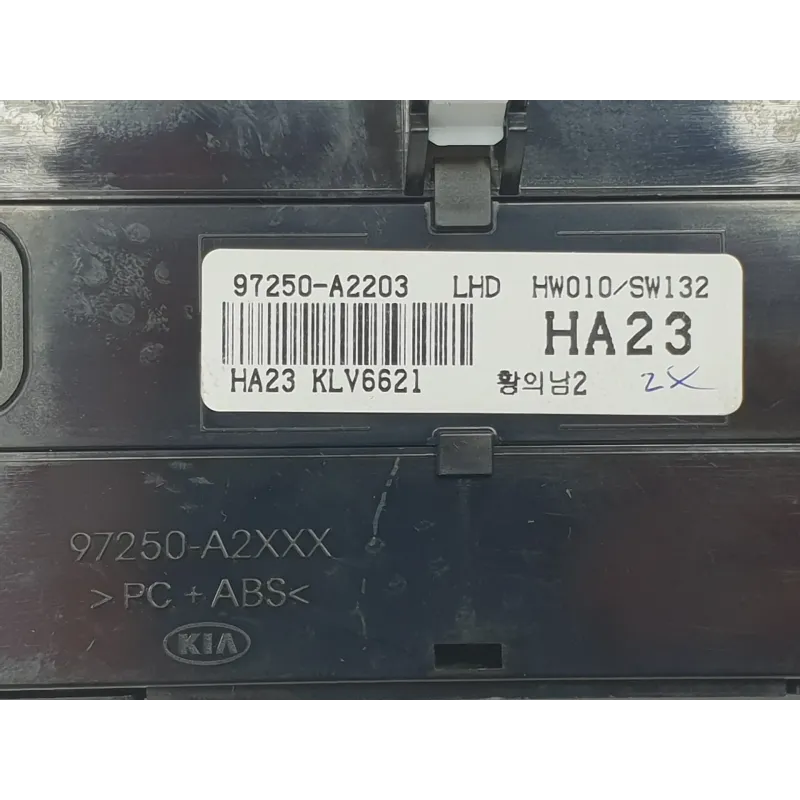 97250-A2203 LHD HW010/SW132
HA23
HA23 KLV6621 황의남2 2X
97250-A2XXX
>PC+ABS<
KIA